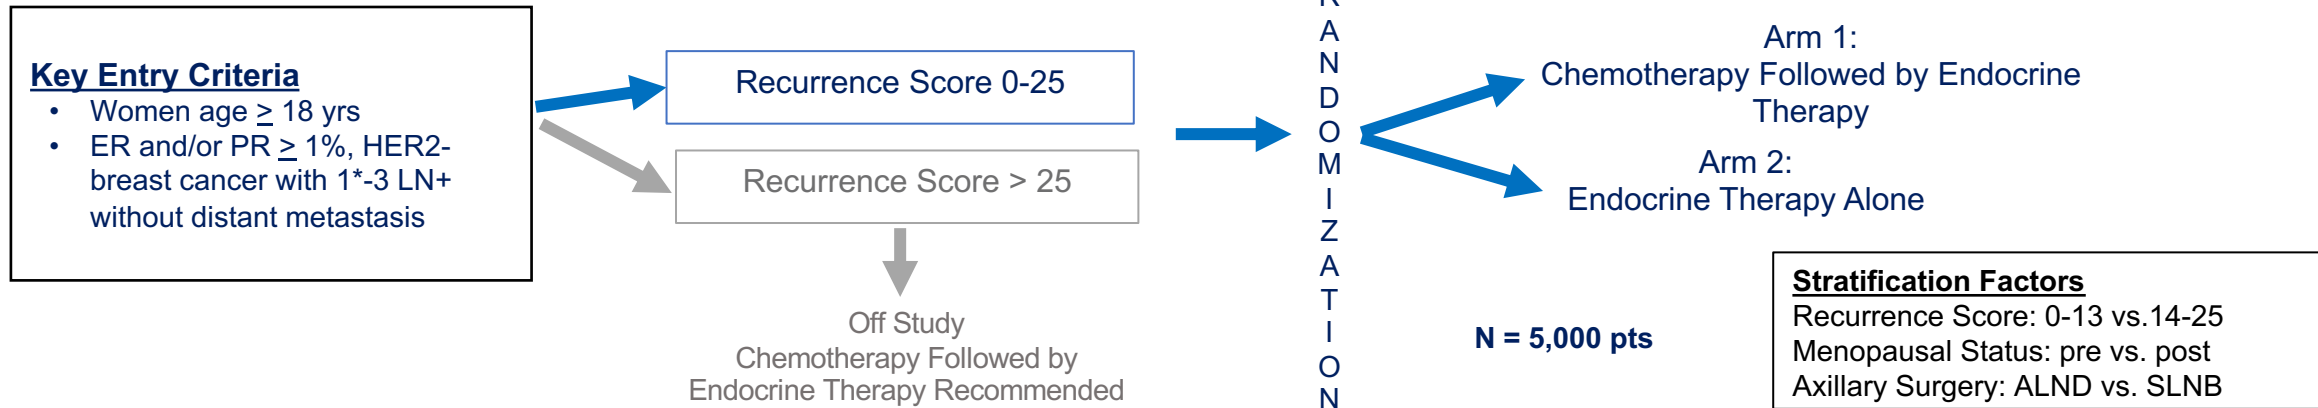 Key Entry Criteria
• Women age ≥ 18 yrs
• ER and/or PR ≥ 1%, HER2-
breast cancer with 1*-3 LN+
without distant metastasis
Recurrence Score 0-25
Recurrence Score > 25
Off Study
Chemotherapy Followed by
Endocrine Therapy Recommended
R
A
N
D
O
M
I
Z
A
T
I
O
N
Arm 1:
Chemotherapy Followed by Endocrine
Therapy
Arm 2:
Endocrine Therapy Alone
N = 5,000 pts
Stratification Factors
Recurrence Score: 0-13 vs.14-25
Menopausal Status: pre vs. post
Axillary Surgery: ALND vs. SLNB